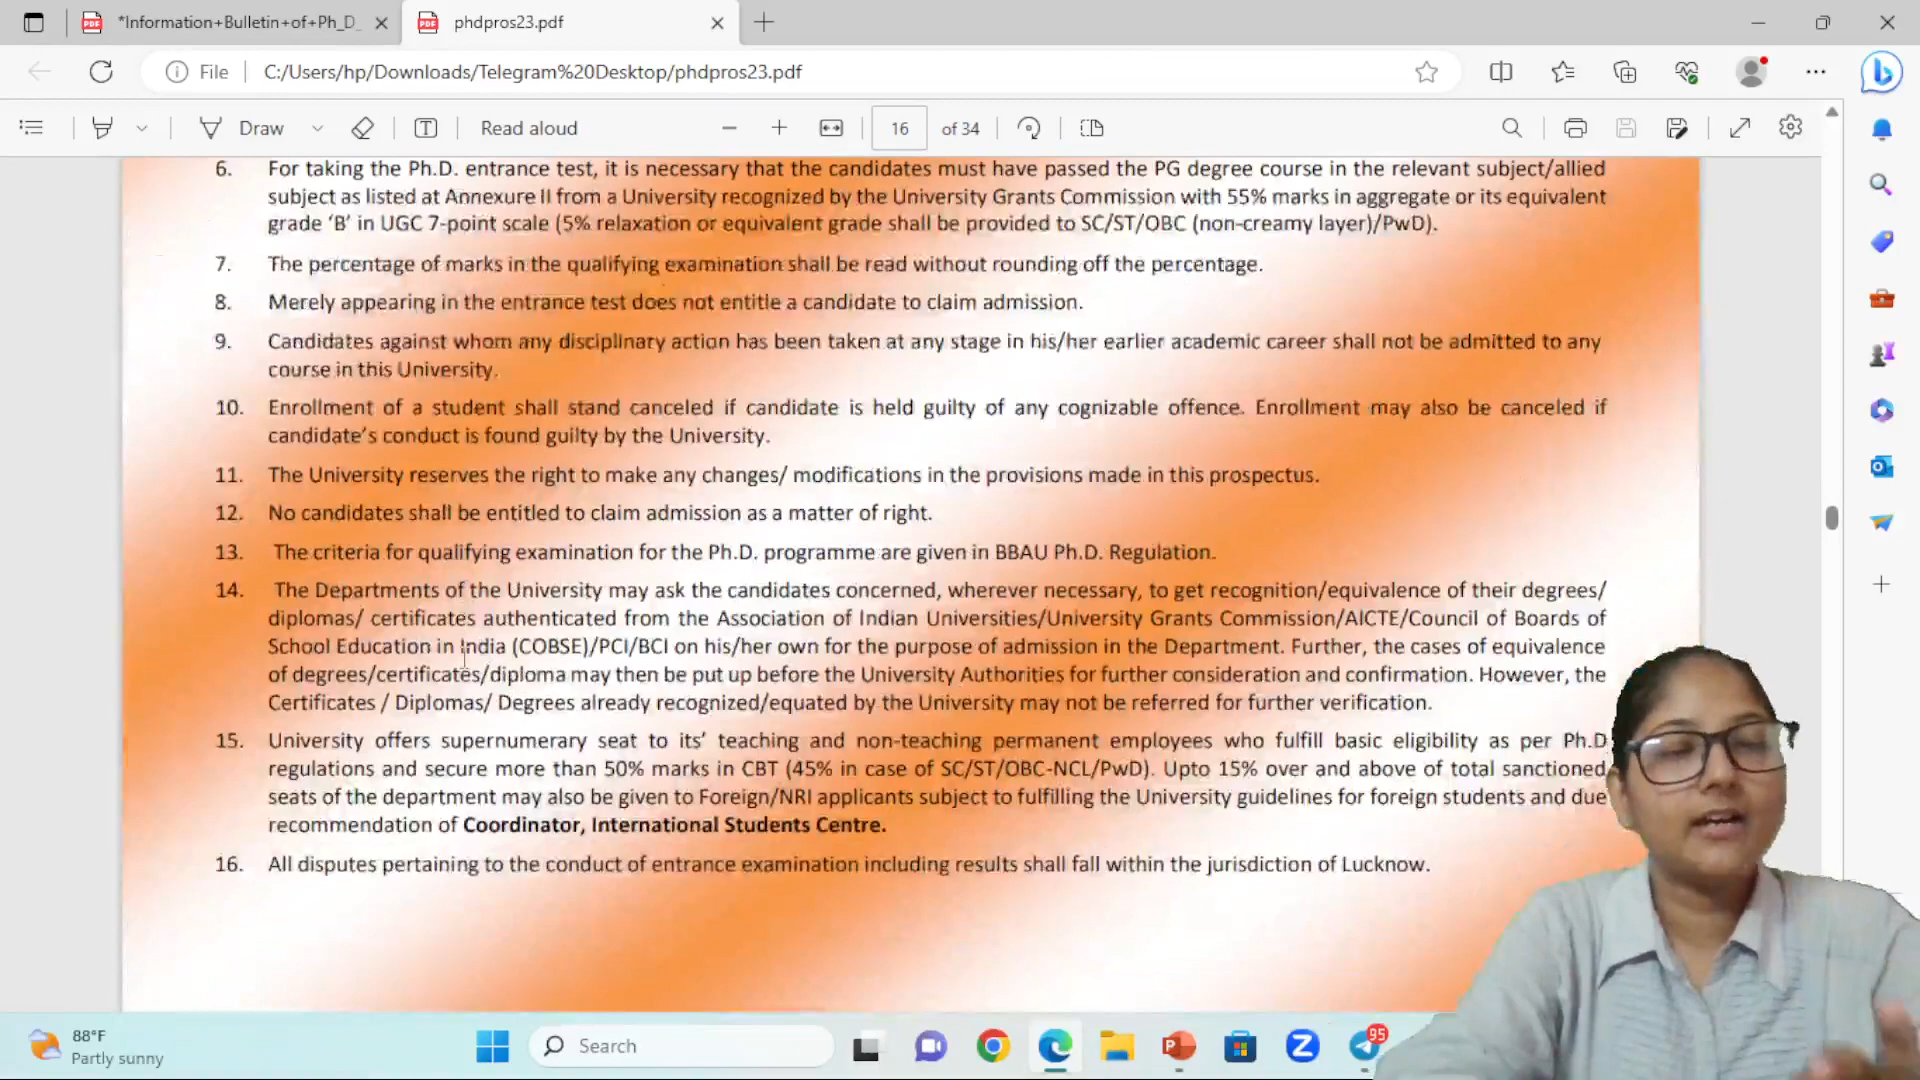 *Information+Bulletin+of+Ph_D_
phdpros23.pdf
File
C:/Users/hp/Downloads/Telegram%20Desktop/phdpros23.pdf
Draw
Read aloud
16
of 34
6. For taking the Ph.D. entrance test, it is necessary that the candidates must have passed the PG degree course in the relevant subject/allied
subject as listed at Annexure II from a University recognized by the University Grants Commission with 55% marks in aggregate or its equivalent
grade ‘B’ in UGC 7-point scale (5% relaxation or equivalent grade shall be provided to SC/ST/OBC (non-creamy layer)/PwD).
7. The percentage of marks in the qualifying examination shall be read without rounding off the percentage.
8. Merely appearing in the entrance test does not entitle a candidate to claim admission.
9. Candidates against whom any disciplinary action has been taken at any stage in his/her earlier academic career shall not be admitted to any
course in this University.
10. Enrollment of a student shall stand canceled if candidate is held guilty of any cognizable offence. Enrollment may also be canceled if
candidate’s conduct is found guilty by the University.
11. The University reserves the right to make any changes/ modifications in the provisions made in this prospectus.
12. No candidates shall be entitled to claim admission as a matter of right.
13. The criteria for qualifying examination for the Ph.D. programme are given in BBAU Ph.D. Regulation.
14. The Departments of the University may ask the candidates concerned, wherever necessary, to get recognition/equivalence of their degrees/
diplomas/ certificates authenticated from the Association of Indian Universities/University Grants Commission/AICTE/Council of Boards of
School Education in India (COBSE)/PCI/BCI on his/her own for the purpose of admission in the Department. Further, the cases of equivalence
of degrees/certificates/diploma may then be put up before the University Authorities for further consideration and confirmation. However, the
Certificates / Diplomas/ Degrees already recognized/equated by the University may not be referred for further verification.
15. University offers supernumerary seat to its’ teaching and non-teaching permanent employees who fulfill basic eligibility as per Ph.D
regulations and secure more than 50% marks in CBT (45% in case of SC/ST/OBC-NCL/PwD). Upto 15% over and above of total sanctioned
seats of the department may also be given to Foreign/NRI applicants subject to fulfilling the University guidelines for foreign students and due
recommendation of Coordinator, International Students Centre.
16. All disputes pertaining to the conduct of entrance examination including results shall fall within the jurisdiction of Lucknow.
88°F
Partly sunny
Search
95